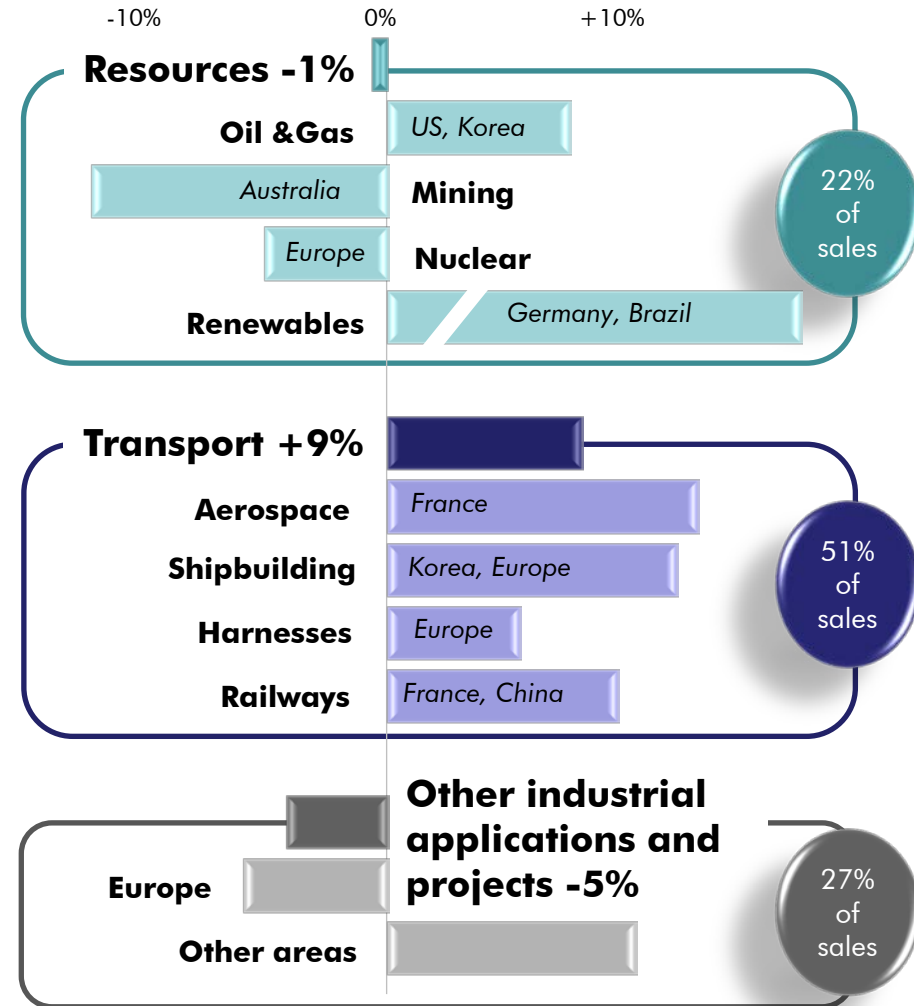 -10% 0% +10%
Resources -1%
Oil &Gas US, Korea
Australia Mining
Europe Nuclear
Renewables Germany, Brazil
22%
of
sales
Transport +9%
Aerospace France
Shipbuilding Korea, Europe
Harnesses Europe
Railways France, China
51%
of
sales
Other industrial
applications and
projects -5%
Europe
Other areas
27%
of
sales